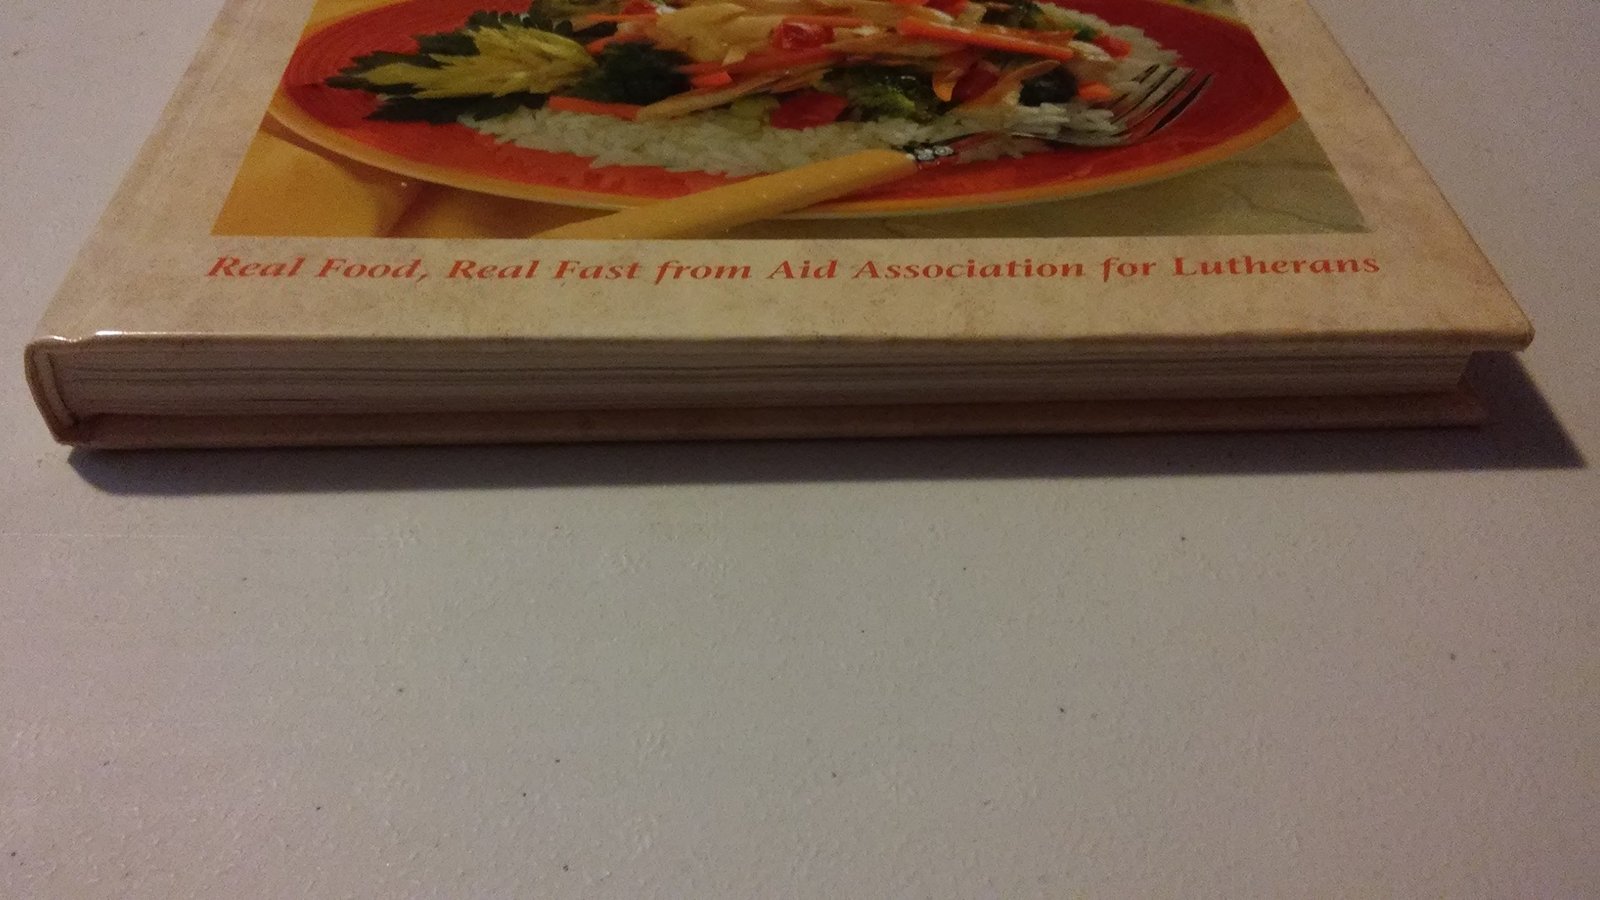 Real Food, Real Fast from Aid Association for Lutherans